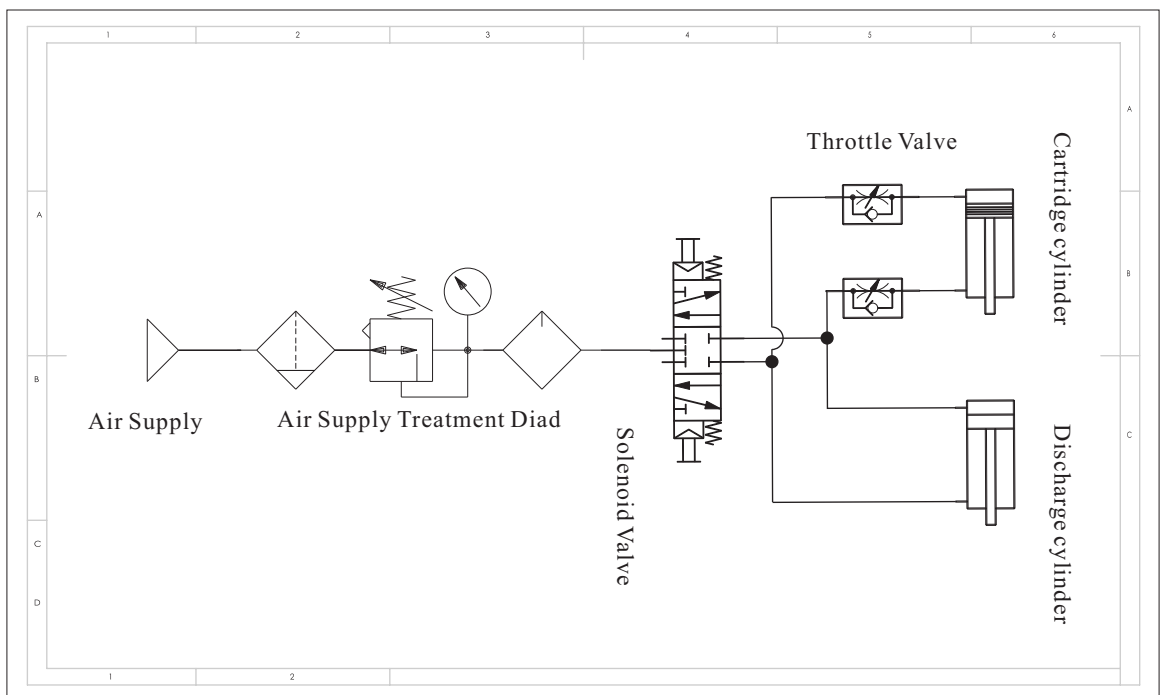 1 2 3 4 5 6
A
Throttle Valve
Cartridge cylinder
A
B
B
Air Supply
Air Supply Treatment Diad
Solenoid Valve
Discharge cylinder
C
C
D
1 2